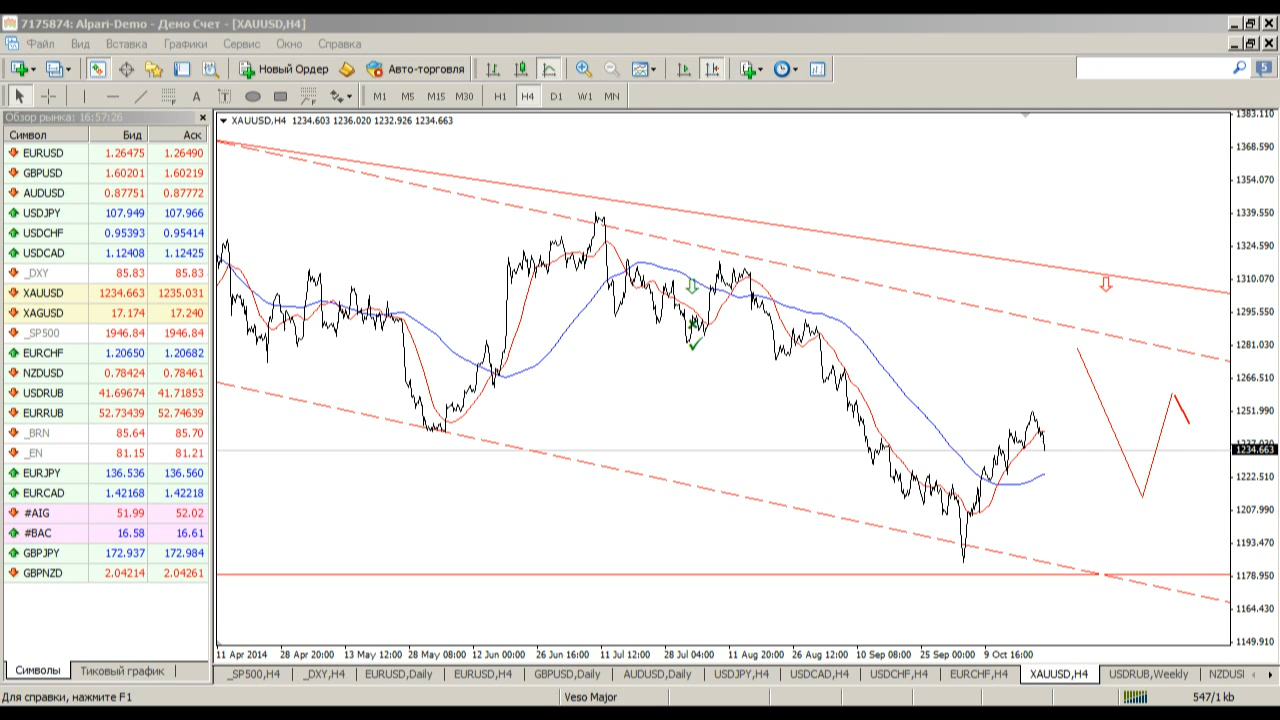 7175874: Alpari-Demo - Демо Счет - [XAUUSD,H4]
Файл Вид Вставка Графики Сервис Окно Справка
Новый Ордер Авто-торговля 5
A T M1 M5 M15 M30 H1 H4 D1 W1 MN
Обзор рынка: 16:57:26
Символ Бид Аск
EURUSD 1.26475 1.26490
GBPUSD 1.60201 1.60219
AUDUSD 0.87751 0.87772
USDJPY 107.949 107.966
USDCHF 0.95393 0.95414
USDCAD 1.12408 1.12425
_DXY 85.83 85.83
XAUUSD 1234.663 1235.031
XAGUSD 17.174 17.240
_SP500 1946.84 1946.84
EURCHF 1.20650 1.20682
NZDUSD 0.78424 0.78461
USDRUB 41.69674 41.71853
EURRUB 52.73439 52.74639
_BRN 85.64 85.70
_EN 81.15 81.21
EURJPY 136.536 136.560
EURCAD 1.42168 1.42218
#AIG 51.99 52.02
#BAC 16.58 16.61
GBPJPY 172.937 172.984
GBPNZD 2.04214 2.04261
Символы Тиковый график
XAUUSD,H4 1234.603 1236.020 1232.926 1234.663
1383.110
1368.590
1354.070
1339.550
1324.590
1310.070
1295.550
1281.030
1266.510
1251.990
1234.663
1222.510
1207.990
1193.470
1178.950
1164.430
1149.910
11 Apr 2014 28 Apr 20:00 13 May 12:00 28 May 08:00 12 Jun 00:00 26 Jun 16:00 11 Jul 12:00 28 Jul 04:00 11 Aug 20:00 26 Aug 12:00 10 Sep 08:00 25 Sep 00:00 9 Oct 16:00
_SP500,H4 _DXY,H4 EURUSD,Daily EURUSD,H4 GBPUSD,Daily AUDUSD,Daily USDJPY,H4 USDCAD,H4 USDCHF,H4 EURCHF,H4 XAUUSD,H4 USDRUB,Weekly NZDUSI
Для справки, нажмите F1 Veso Major 547/1 kb